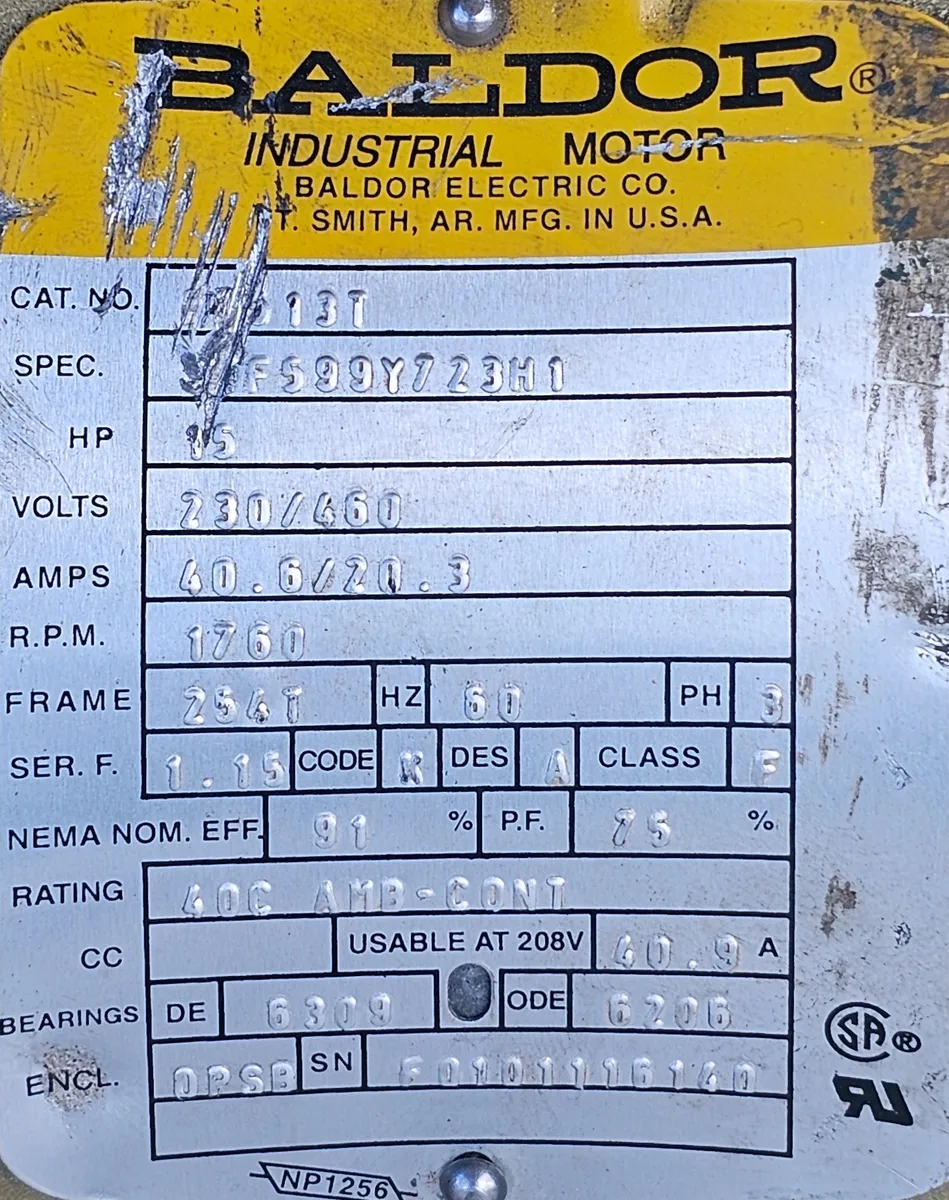 BALDOR®
INDUSTRIAL MOTOR
BALDOR ELECTRIC CO.
T. SMITH, AR. MFG. IN U.S.A.
CAT. NO. 13T
SPEC. F599Y723H1
HP 15
VOLTS 230/460
AMPS 40.6/20.3
R.P.M. 1760
FRAME 254T HZ 60 PH 3
SER. F. 1.15 CODE K DES A CLASS F
NEMA NOM. EFF. 91 % P.F. 75 %
RATING 40C AMB-CONT
CC USABLE AT 208V 40.9 A
BEARINGS DE 6309 ODE 6206
SA®
ENCL. OPSB SN F0101116140
UR
NP1256